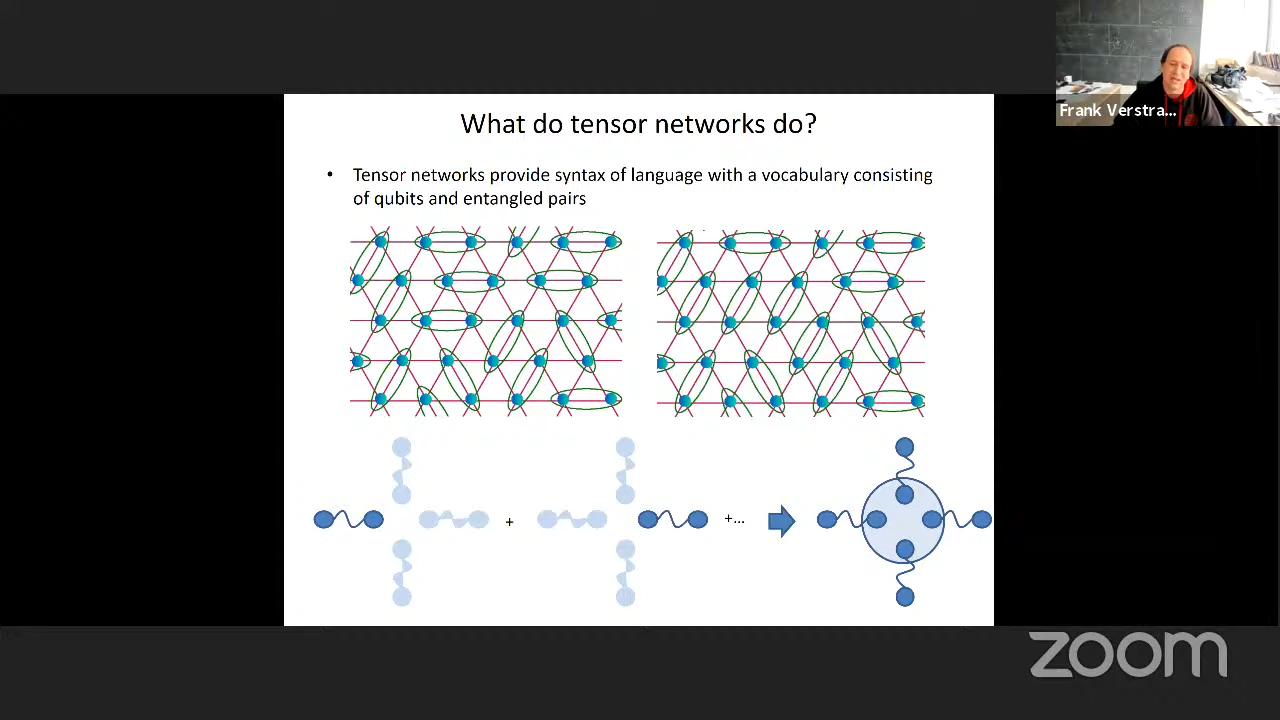 Frank Verstra...
What do tensor networks do?
• Tensor networks provide syntax of language with a vocabulary consisting
of qubits and entangled pairs
+
+...
zoom